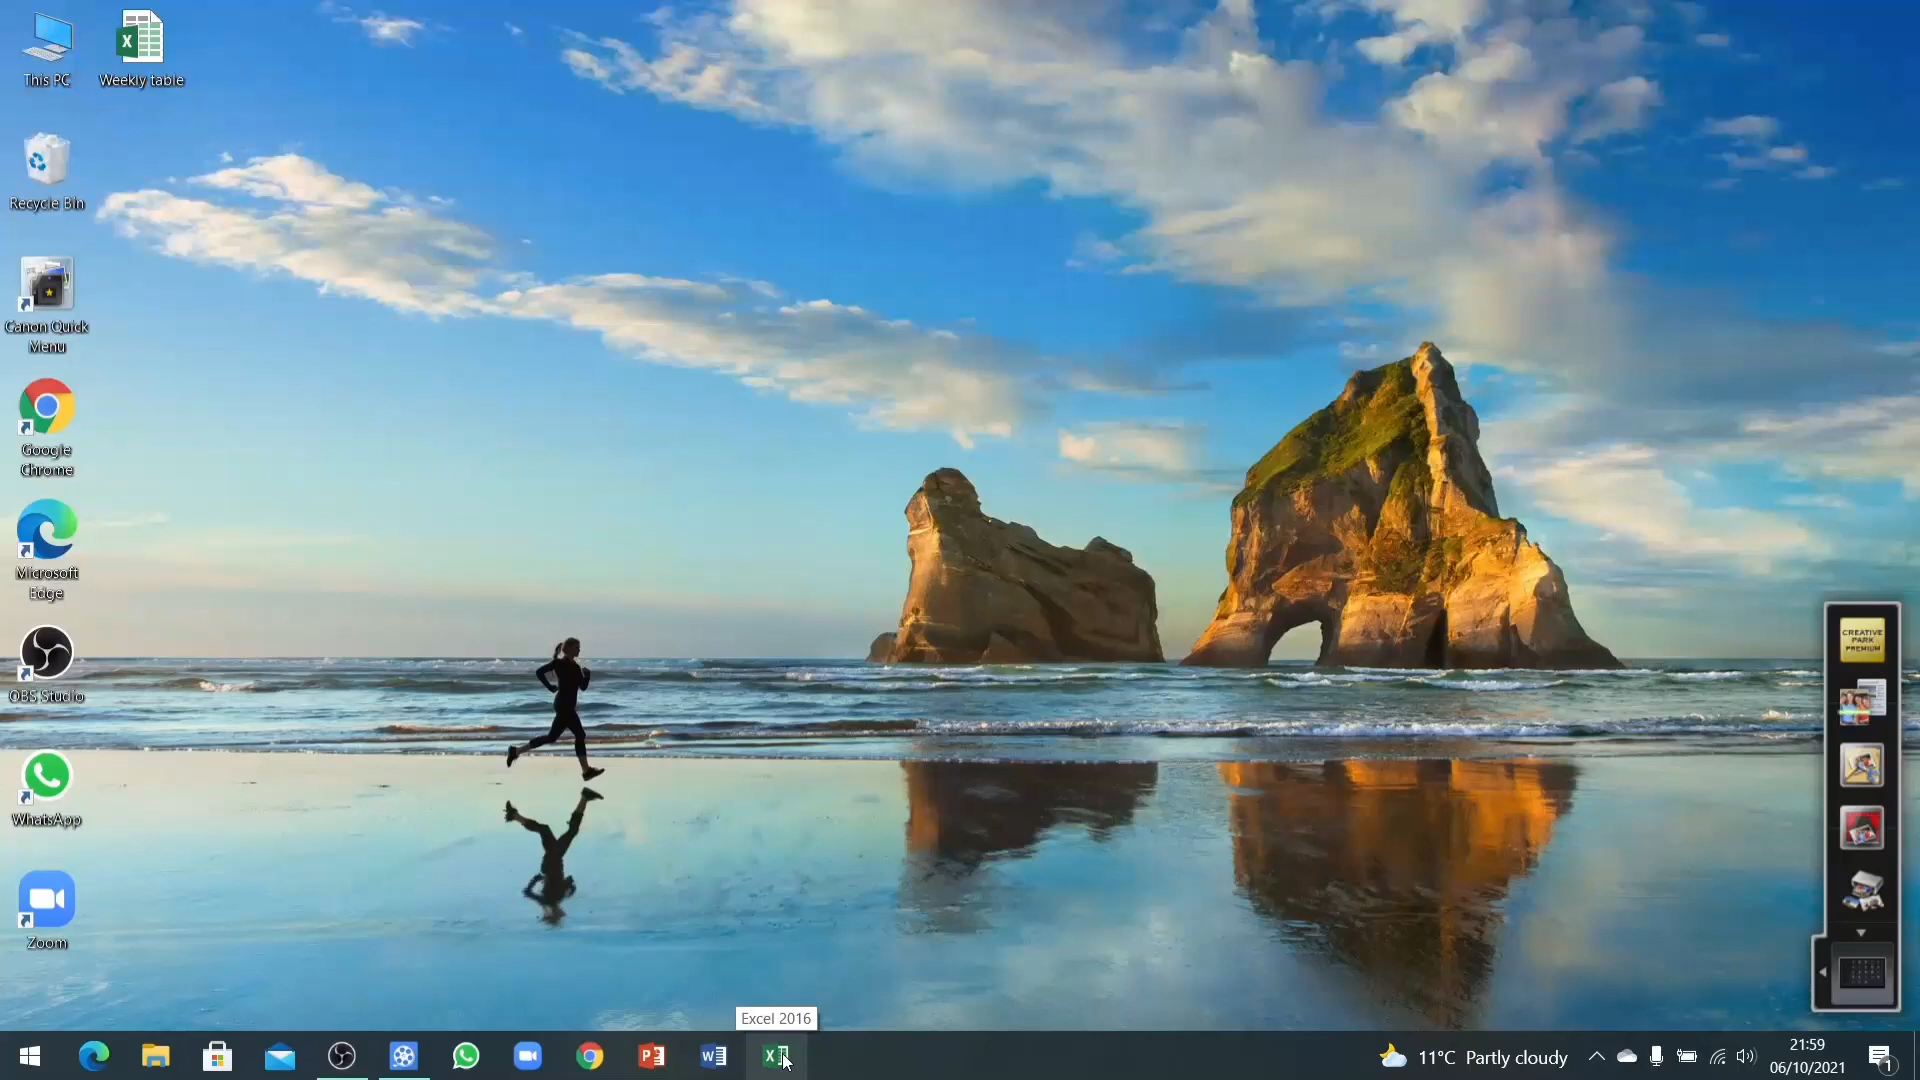 This PC
Weekly table
Recycle Bin
Canon Quick
Menu
Google
Chrome
Microsoft
Edge
OBS Studio
WhatsApp
Zoom
CREATIVE
PARK
PREMIUM
Excel 2016
11°C Partly cloudy
21:59
06/10/2021
1